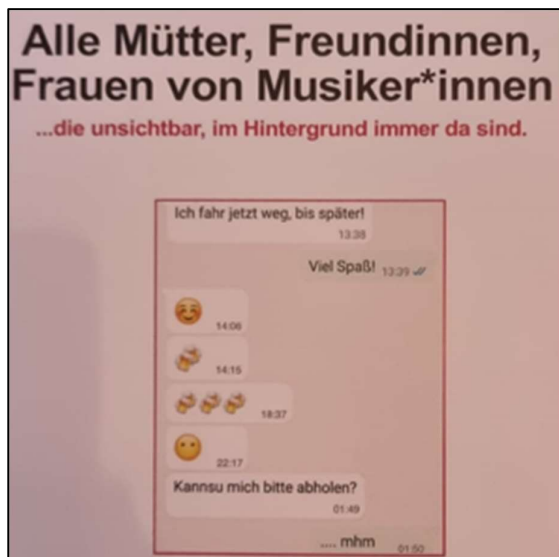 Alle Mütter, Freundinnen,
Frauen von Musiker*innen
...die unsichtbar, im Hintergrund immer da sind.
Ich fahr jetzt weg, bis später!
13:38
Viel Spaß! 13:39
☺️
14:06
🍻
14:15
🍻🍻🍻 18:37
😶
22:17
Kannsu mich bitte abholen?
01:49
.... mhm 01:50